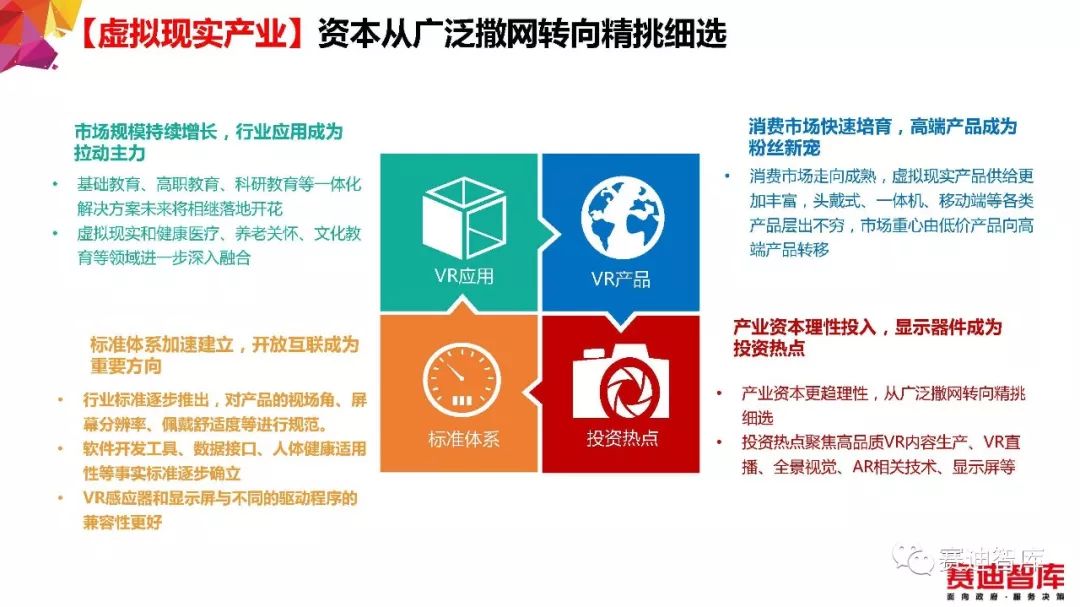 【虚拟现实产业】资本从广泛撒网转向精挑细选
市场规模持续增长，行业应用成为
拉动主力
• 基础教育、高职教育、科研教育等一体化
解决方案未来将相继落地开花
• 虚拟现实和健康医疗、养老关怀、文化教
育等领域进一步深入融合
VR应用
VR产品
消费市场快速培育，高端产品成为
粉丝新宠
• 消费市场走向成熟，虚拟现实产品供给更
加丰富，头戴式、一体机、移动端等各类
产品层出不穷，市场重心由低价产品向高
端产品转移
标准体系加速建立，开放互联成为
重要方向
• 行业标准逐步推出，对产品的视场角、屏
幕分辨率、佩戴舒适度等进行规范。
• 软件开发工具、数据接口、人体健康适用
性等事实标准逐步确立
• VR感应器和显示屏与不同的驱动程序的
兼容性更好
标准体系
投资热点
产业资本理性投入，显示器件成为
投资热点
• 产业资本更趋理性，从广泛撒网转向精挑
细选
• 投资热点聚焦高品质VR内容生产、VR直
播、全景视觉、AR相关技术、显示屏等
赛迪智库
赛迪智库
面向政府·服务决策